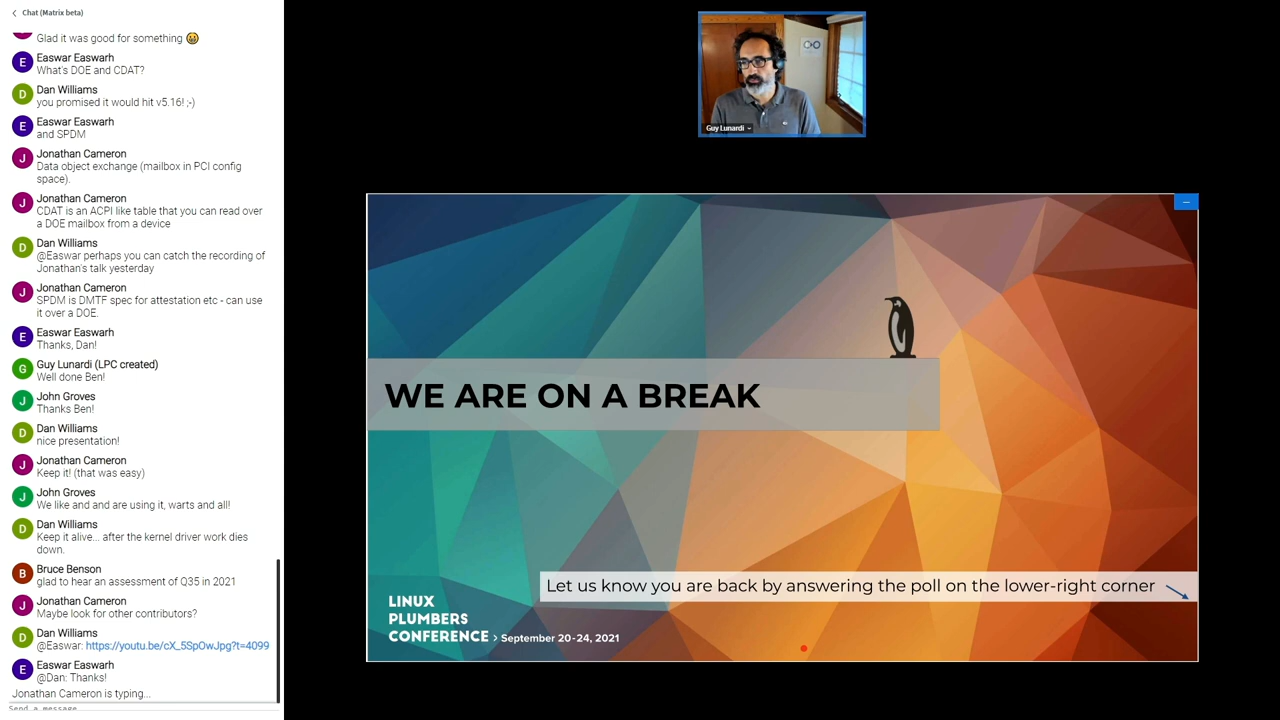 Chat (Matrix beta)
Glad it was good for something 😀
Easwar Easwarh
What's DOE and CDAT?
Dan Williams
you promised it would hit v5.16! ;-)
Easwar Easwarh
and SPDM
Jonathan Cameron
Data object exchange (mailbox in PCI config
space).
Jonathan Cameron
CDAT is an ACPI like table that you can read over
a DOE mailbox from a device
Dan Williams
@Easwar perhaps you can catch the recording of
Jonathan's talk yesterday
Jonathan Cameron
SPDM is DMTF spec for attestation etc - can use
it over a DOE.
Easwar Easwarh
Thanks, Dan!
Guy Lunardi (LPC created)
Well done Ben!
John Groves
Thanks Ben!
Dan Williams
nice presentation!
Jonathan Cameron
Keep it! (that was easy)
John Groves
We like and and are using it, warts and all!
Dan Williams
Keep it alive... after the kernel driver work dies
down.
Bruce Benson
glad to hear an assessment of Q35 in 2021
Jonathan Cameron
Maybe look for other contributors?
Dan Williams
@Easwar: https://youtu.be/cX_5SpOwJpg?t=4099
Easwar Easwarh
@Dan: Thanks!
Jonathan Cameron is typing...
Send a message
Guy Lunardi
WE ARE ON A BREAK
Let us know you are back by answering the poll on the lower-right corner
LINUX
PLUMBERS
CONFERENCE > September 20-24, 2021